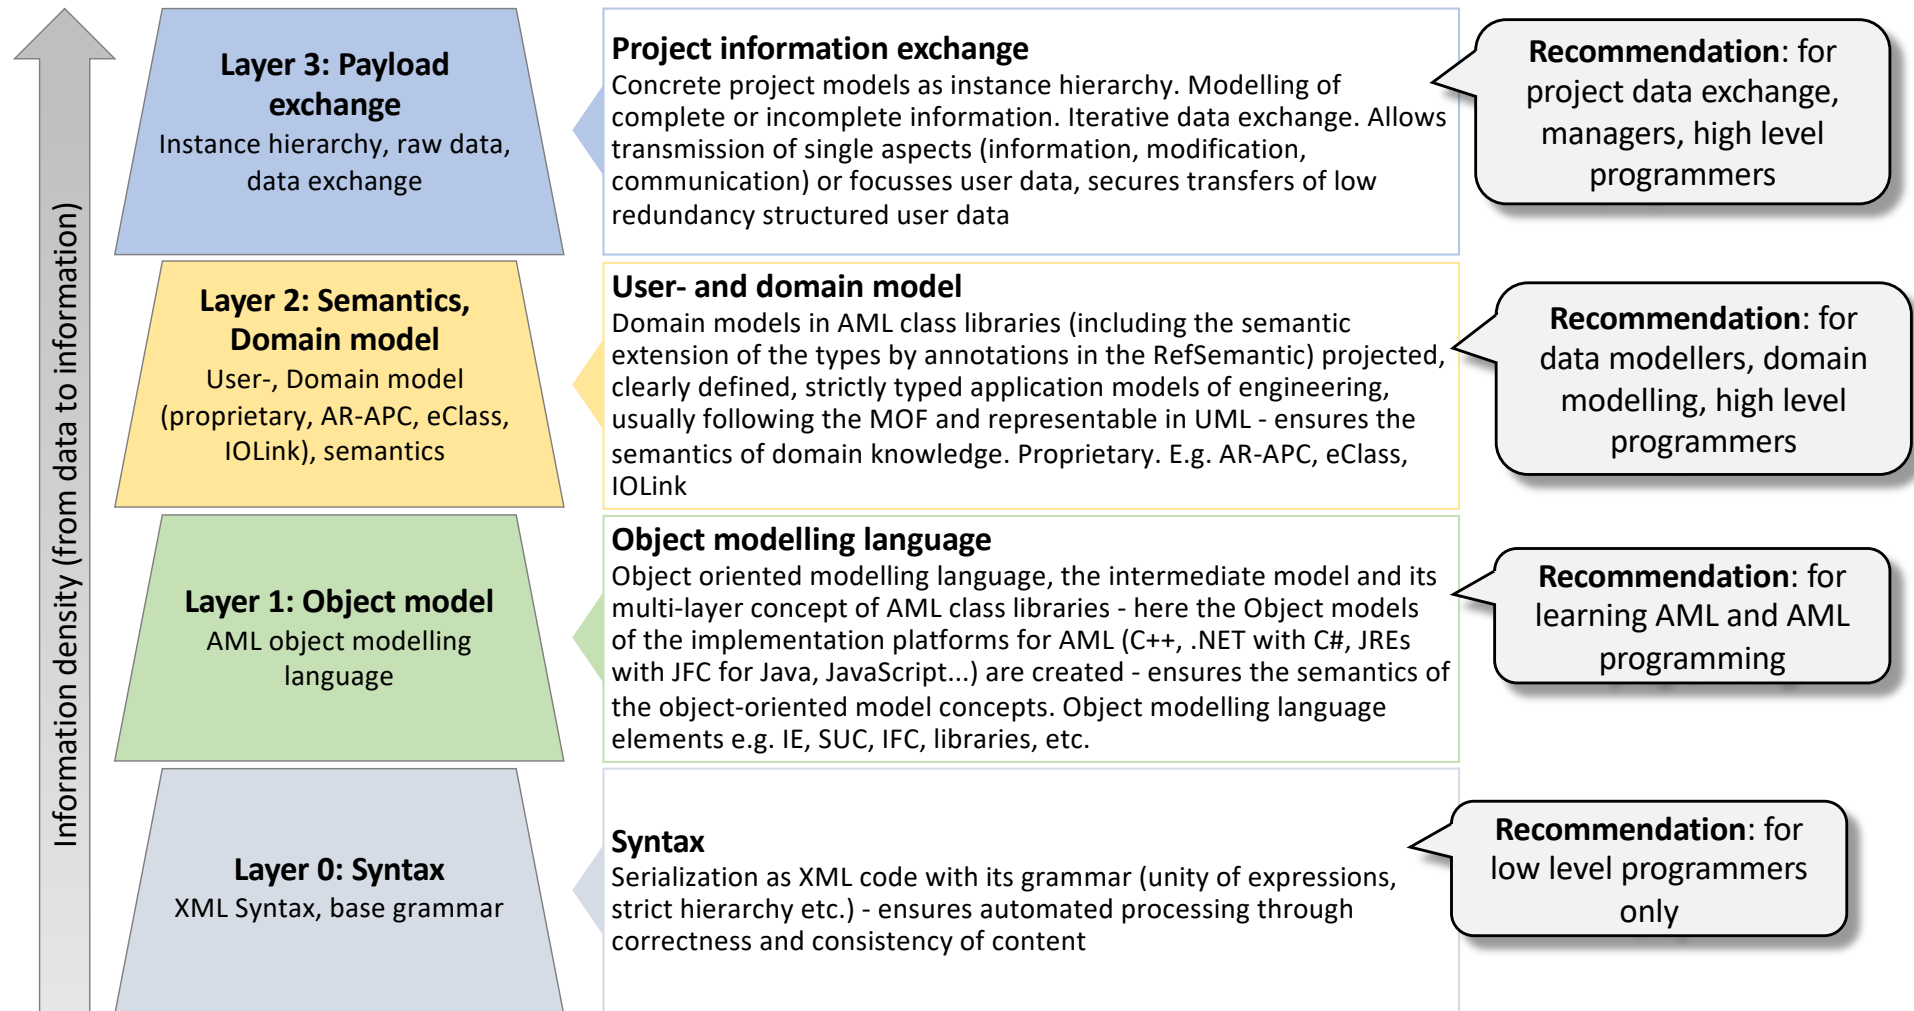 Information density (from data to information)
Layer 3: Payload
exchange
Instance hierarchy, raw data,
data exchange
Project information exchange
Concrete project models as instance hierarchy. Modelling of
complete or incomplete information. Iterative data exchange. Allows
transmission of single aspects (information, modification,
communication) or focusses user data, secures transfers of low
redundancy structured user data
Recommendation: for
project data exchange,
managers, high level
programmers
Layer 2: Semantics,
Domain model
User-, Domain model
(proprietary, AR-APC, eClass,
IOLink), semantics
User- and domain model
Domain models in AML class libraries (including the semantic
extension of the types by annotations in the RefSemantic) projected,
clearly defined, strictly typed application models of engineering,
usually following the MOF and representable in UML - ensures the
semantics of domain knowledge. Proprietary. E.g. AR-APC, eClass,
IOLink
Recommendation: for
data modellers, domain
modelling, high level
programmers
Layer 1: Object model
AML object modelling
language
Object modelling language
Object oriented modelling language, the intermediate model and its
multi-layer concept of AML class libraries - here the Object models
of the implementation platforms for AML (C++, .NET with C#, JREs
with JFC for Java, JavaScript...) are created - ensures the semantics of
the object-oriented model concepts. Object modelling language
elements e.g. IE, SUC, IFC, libraries, etc.
Recommendation: for
learning AML and AML
programming
Layer 0: Syntax
XML Syntax, base grammar
Syntax
Serialization as XML code with its grammar (unity of expressions,
strict hierarchy etc.) - ensures automated processing through
correctness and consistency of content
Recommendation: for
low level programmers
only